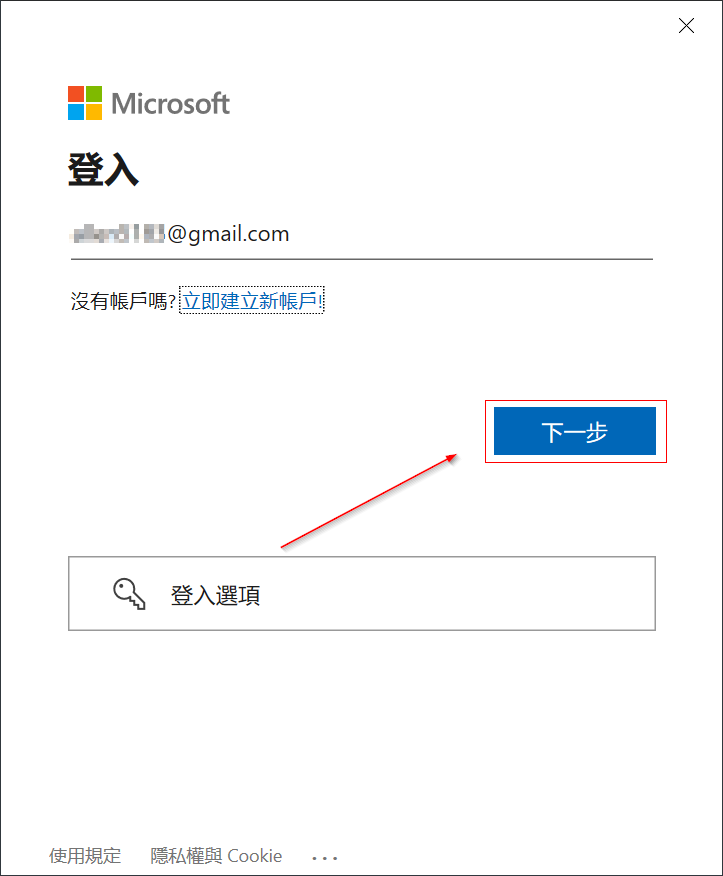 Microsoft
登入
@gmail.com
沒有帳戶嗎? 立即建立新帳戶!
下一步
登入選項
使用規定 隱私權與 Cookie ...